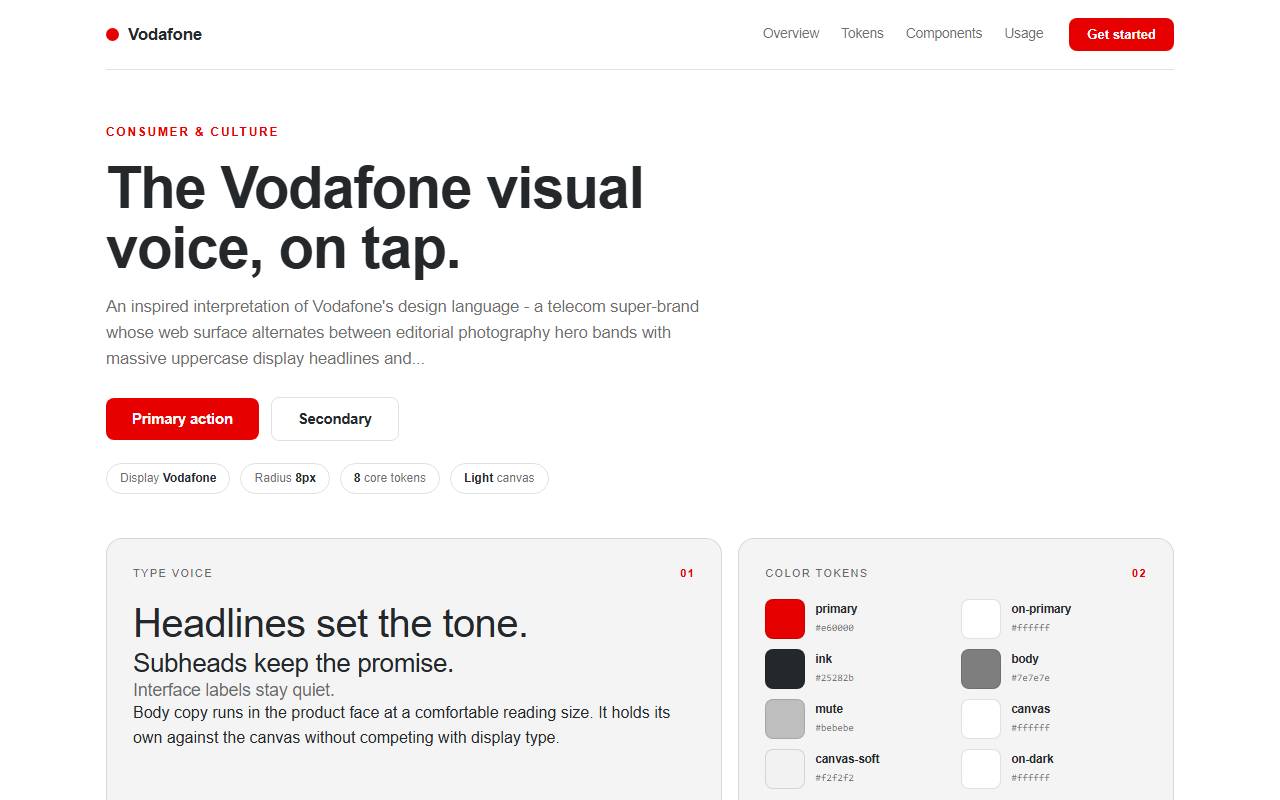 Vodafone
Overview Tokens Components Usage Get started
CONSUMER & CULTURE
The Vodafone visual
voice, on tap.
An inspired interpretation of Vodafone's design language - a telecom super-brand
whose web surface alternates between editorial photography hero bands with
massive uppercase display headlines and...
Primary action Secondary
Display Vodafone Radius 8px 8 core tokens Light canvas
TYPE VOICE 01
Headlines set the tone.
Subheads keep the promise.
Interface labels stay quiet.
Body copy runs in the product face at a comfortable reading size. It holds its
own against the canvas without competing with display type.
COLOR TOKENS 02
primary
#e60000
on-primary
#ffffff
ink
#25282b
body
#7e7e7e
mute
#bebebe
canvas
#ffffff
canvas-soft
#f2f2f2
on-dark
#ffffff